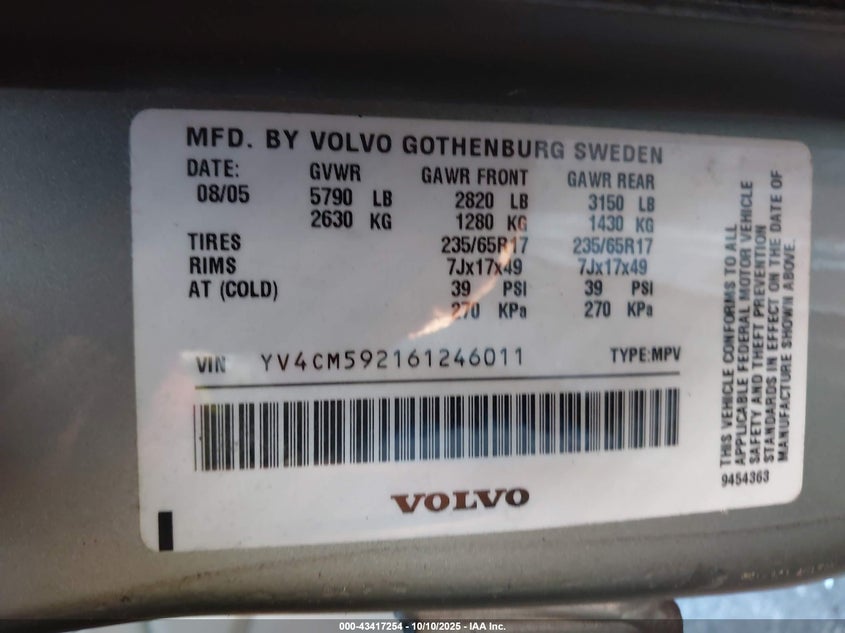 MFD. BY VOLVO GOTHENBURG SWEDEN
DATE: GVWR GAWR FRONT GAWR REAR
08/05 5790 LB 2820 LB 3150 LB
2630 KG 1280 KG 1430 KG
TIRES 235/65R17 235/65R17
RIMS 7Jx17x49 7Jx17x49
AT (COLD) 39 PSI 39 PSI
270 KPa 270 KPa
VIN YV4CM592161246011 TYPE:MPV
VOLVO
THIS VEHICLE CONFORMS TO ALL
APPLICABLE FEDERAL MOTOR VEHICLE
SAFETY AND THEFT PREVENTION
STANDARDS IN EFFECT ON THE DATE OF
MANUFACTURE SHOWN ABOVE.
9454363
000-43417254 - 10/10/2025 - IAA Inc.